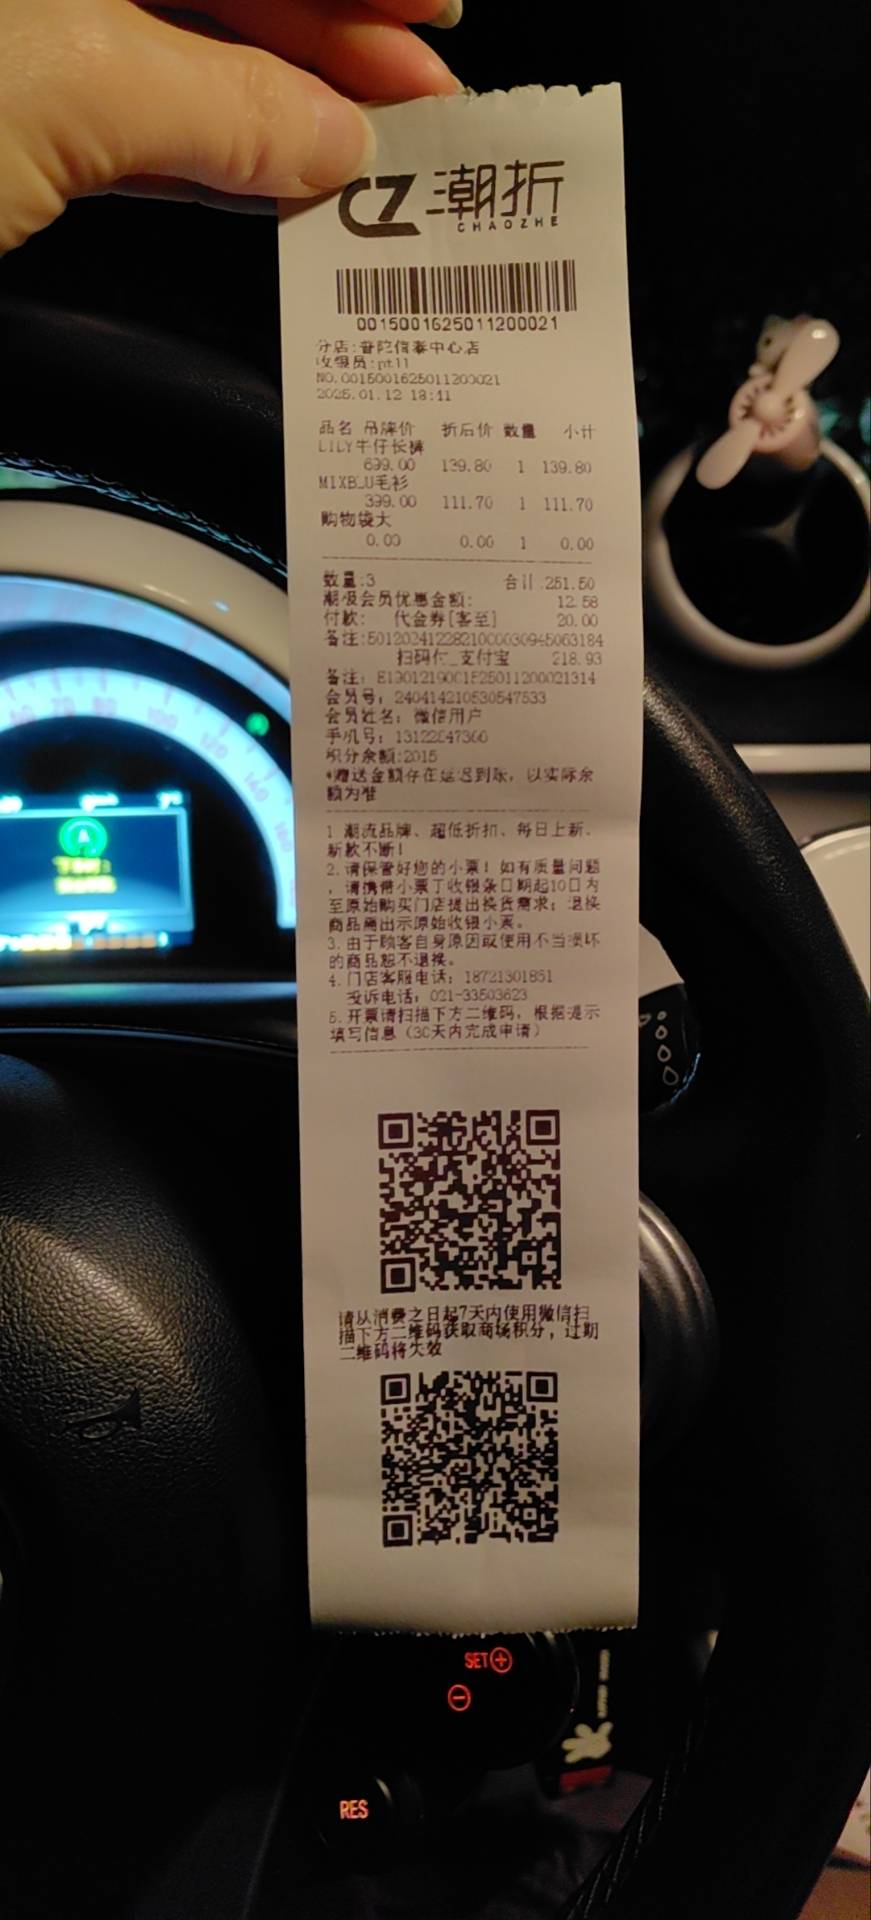 CZ 潮折
CHAOZHE
0015001625011200021
分店:普陀信泰中心店
收银员:pt11
NO.0015001625011200021
2025.01.12 18:41
品名 吊牌价 折后价 数量 小计
LILY牛仔长裤
699.00 139.80 1 139.80
MIXBLU毛衫
399.00 111.70 1 111.70
购物袋大
0.00 0.00 1 0.00
数量:3 合计:251.50
潮级会员优惠金额: 12.58
付款: 代金券[客至] 20.00
备注:
扫码付_支付宝 218.93
备注:
会员号: 240414210530547533
会员姓名: 微信用户
手机号:
积分余额:2015
*赠送金额存在延迟到账, 以实际余
额为准
1.潮流品牌、超低折扣、每日上新、
新款不断!
2.请保管好您的小票! 如有质量问题
, 请携带小票于收银条日期起10日内
至原始购买门店提出换货需求; 退换
商品需出示原始收银小票。
3.由于顾客自身原因或使用不当损坏
的商品恕不退换。
4.门店客服电话: 18721301851
投诉电话: 021-33503623
5.开票请扫描下方二维码, 根据提示
填写信息 (30天内完成申请)
请从消费之日起7天内使用微信扫
描下方二维码获取商场积分, 过期
二维码将失效
SET
RES